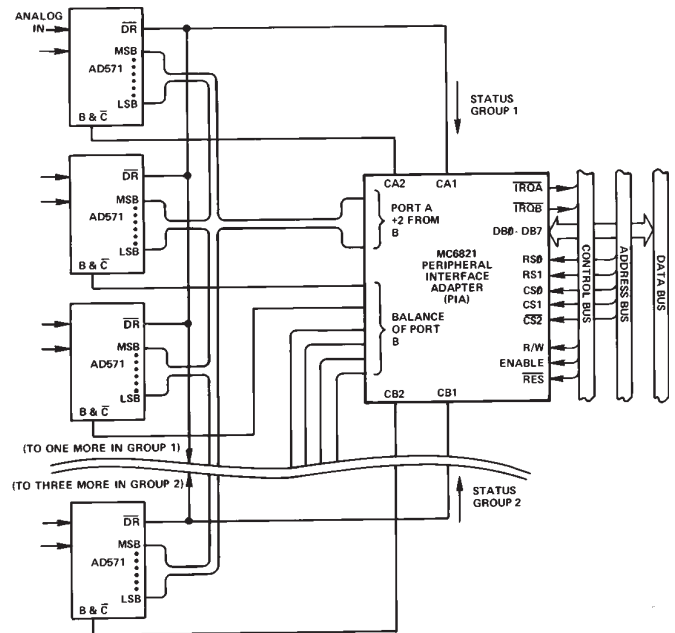 ANALOG
IN
DR
MSB
AD571
LSB
B & C
DR
MSB
AD571
LSB
B & C
DR
MSB
AD571
LSB
B & C
(TO ONE MORE IN GROUP 1)
(TO THREE MORE IN GROUP 2)
DR
MSB
AD571
LSB
B & C
STATUS
GROUP 1
CA2
CA1
PORT A
+2 FROM
B
MC6821
PERIPHERAL
INTERFACE
ADAPTER
(PIA)
BALANCE
OF PORT
B
CB2
CB1
IRQA
IRQB
DB0- DB7
RS0
RS1
CS0
CS1
CS2
R/W
ENABLE
RES
CONTROL BUS
ADDRESS BUS
DATA BUS
STATUS
GROUP 2